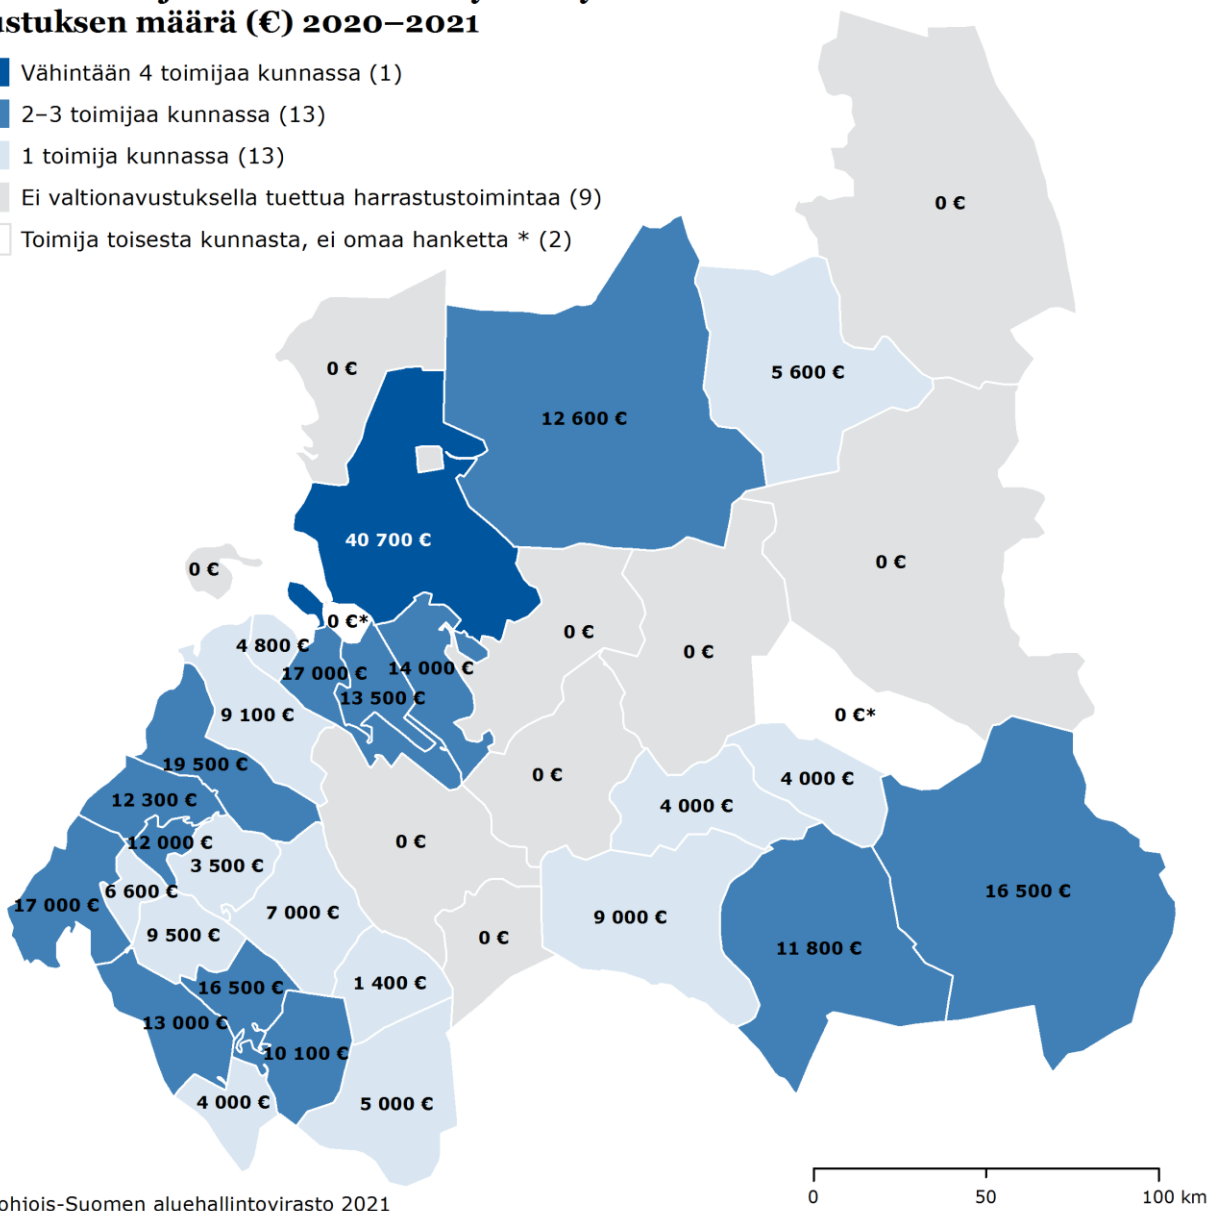 ustuksen määrä (€) 2020–2021
Vähintään 4 toimijaa kunnassa (1)
2–3 toimijaa kunnassa (13)
1 toimija kunnassa (13)
Ei valtionavustuksella tuettua harrastustoimintaa (9)
Toimija toisesta kunnasta, ei omaa hanketta * (2)
0 €
0 €
5 600 €
12 600 €
40 700 €
0 €
0 €
0 €*
0 €
4 800 €
0 €
17 000 €
14 000 €
13 500 €
9 100 €
0 €*
19 500 €
0 €
4 000 €
12 300 €
4 000 €
12 000 €
0 €
3 500 €
6 600 €
16 500 €
17 000 €
7 000 €
9 000 €
9 500 €
0 €
11 800 €
16 500 €
1 400 €
13 000 €
10 100 €
4 000 €
5 000 €
0 50 100 km
ohjois-Suomen aluehallintovirasto 2021